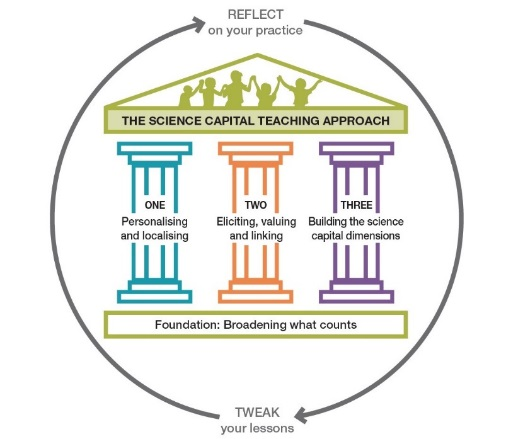 REFLECT
on your practice
THE SCIENCE CAPITAL TEACHING APPROACH
ONE
Personalising
and localising
TWO
Eliciting, valuing
and linking
THREE
Building the science
capital dimensions
Foundation: Broadening what counts
TWEAK
your lessons